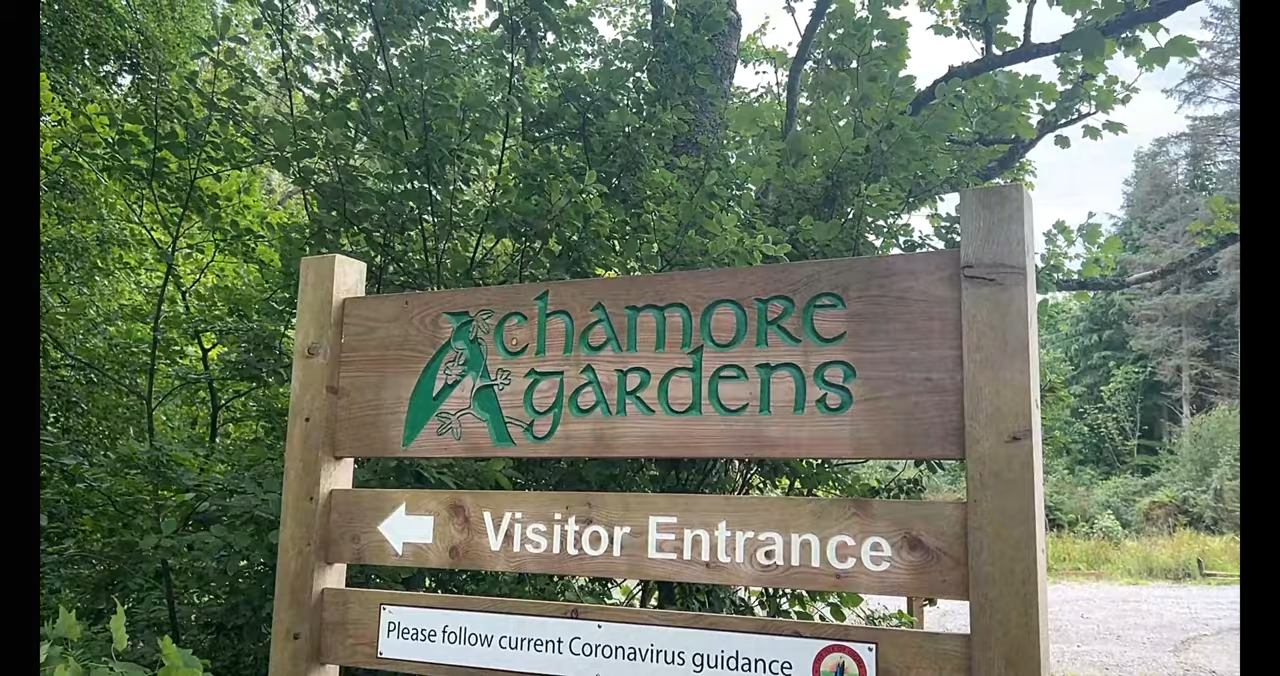 Achamore
gardens
Visitor Entrance
Please follow current Coronavirus guidance